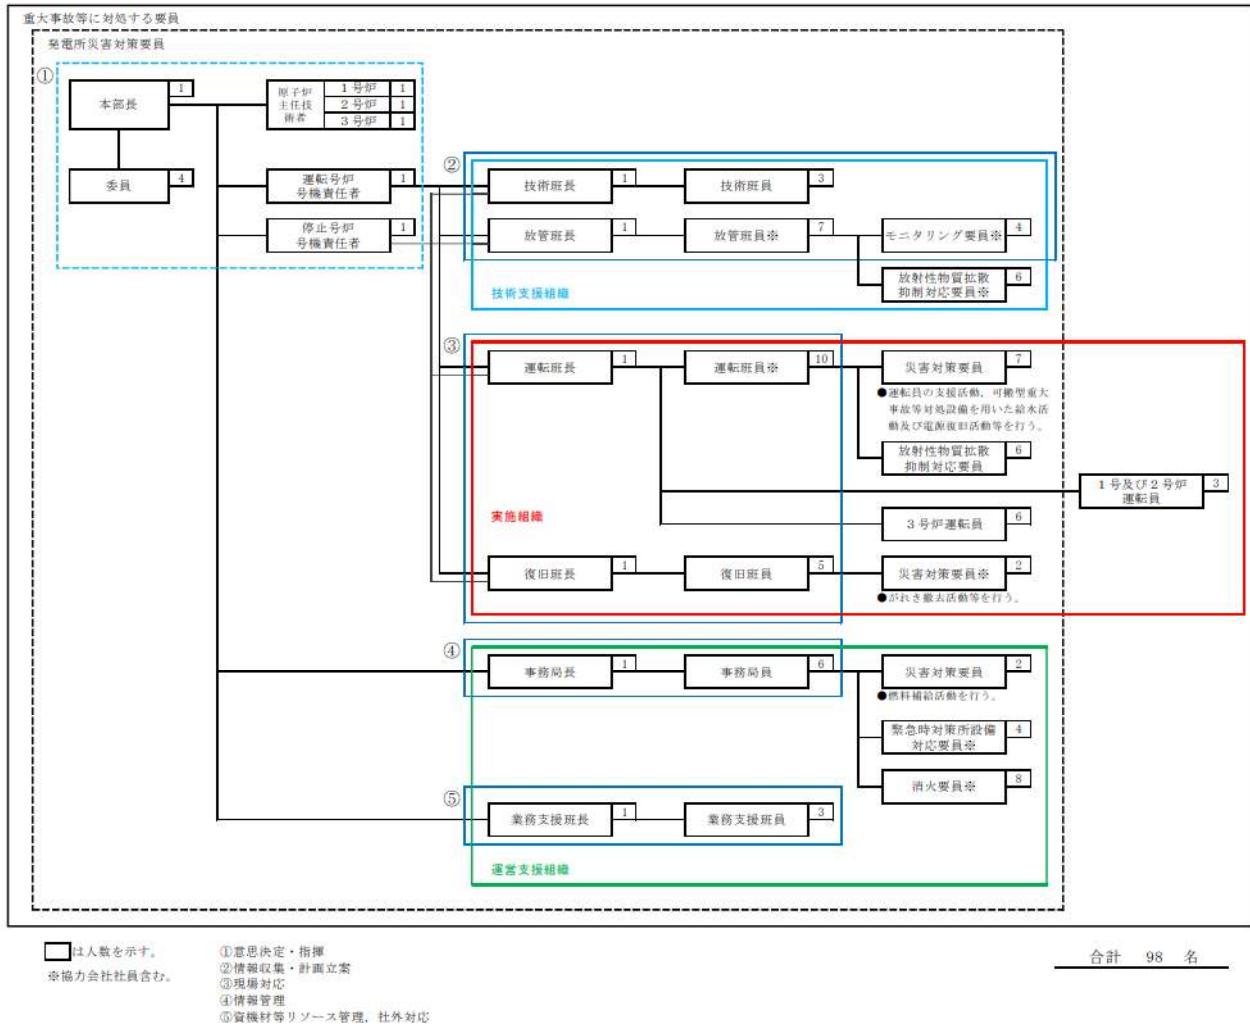 重大事故等に対処する要員
発電所災害対策要員
①
本部長
1
原子炉
主任技
術者
1号炉
1
2号炉
1
3号炉
1
委員
4
運転号炉
号機責任者
1
停止号炉
号機責任者
1
②
技術班長
1
技術班員
3
放管班長
1
放管班員※
7
モニタリング要員※
4
放射性物質拡散
抑制対応要員※
6
技術支援組織
③
運転班長
1
運転班員※
10
災害対策要員
7
●運転員の支援活動，可搬型重大
事故等対処設備を用いた給水活
動及び電源復旧活動等を行う。
放射性物質拡散
抑制対応要員
6
1号及び2号炉
運転員
3
実施組織
3号炉運転員
6
復旧班長
1
復旧班員
5
災害対策要員※
2
●がれき撤去活動等を行う。
④
事務局長
1
事務局員
6
災害対策要員
2
●燃料補給活動を行う。
緊急時対策所設備
対応要員※
4
消火要員※
8
⑤
業務支援班長
1
業務支援班員
3
運営支援組織
は人数を示す。
※協力会社社員含む。
①意思決定・指揮
②情報収集・計画立案
③現場対応
④情報管理
⑤資機材等リソース管理，社外対応
合計 98 名